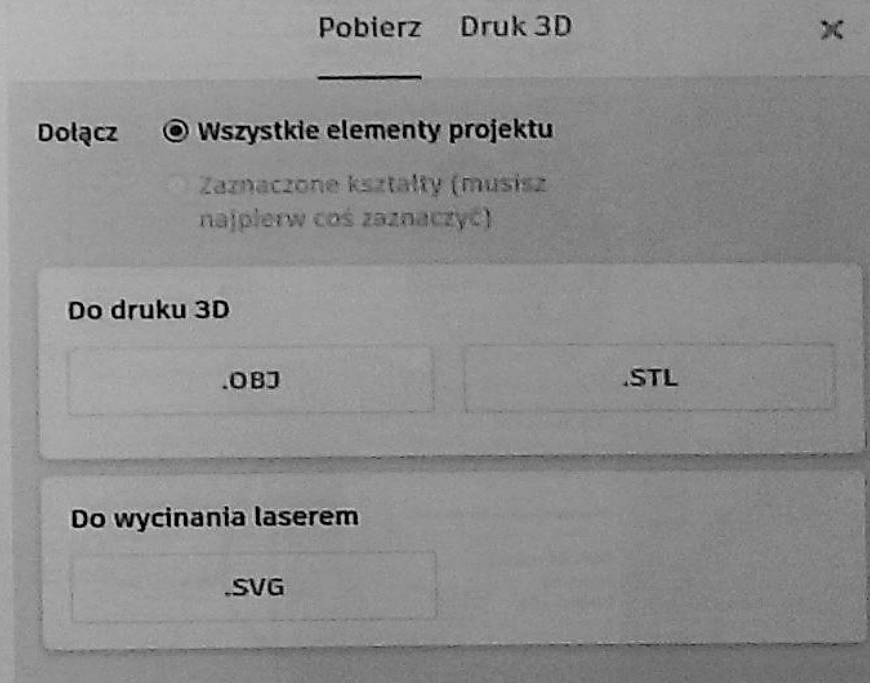 Pobierz Druk 3D
Dołącz Wszystkie elementy projektu
Zaznaczone kształty (musisz
najpierw coś zaznaczyć)
Do druku 3D
.OBJ .STL
Do wycinania laserem
.SVG